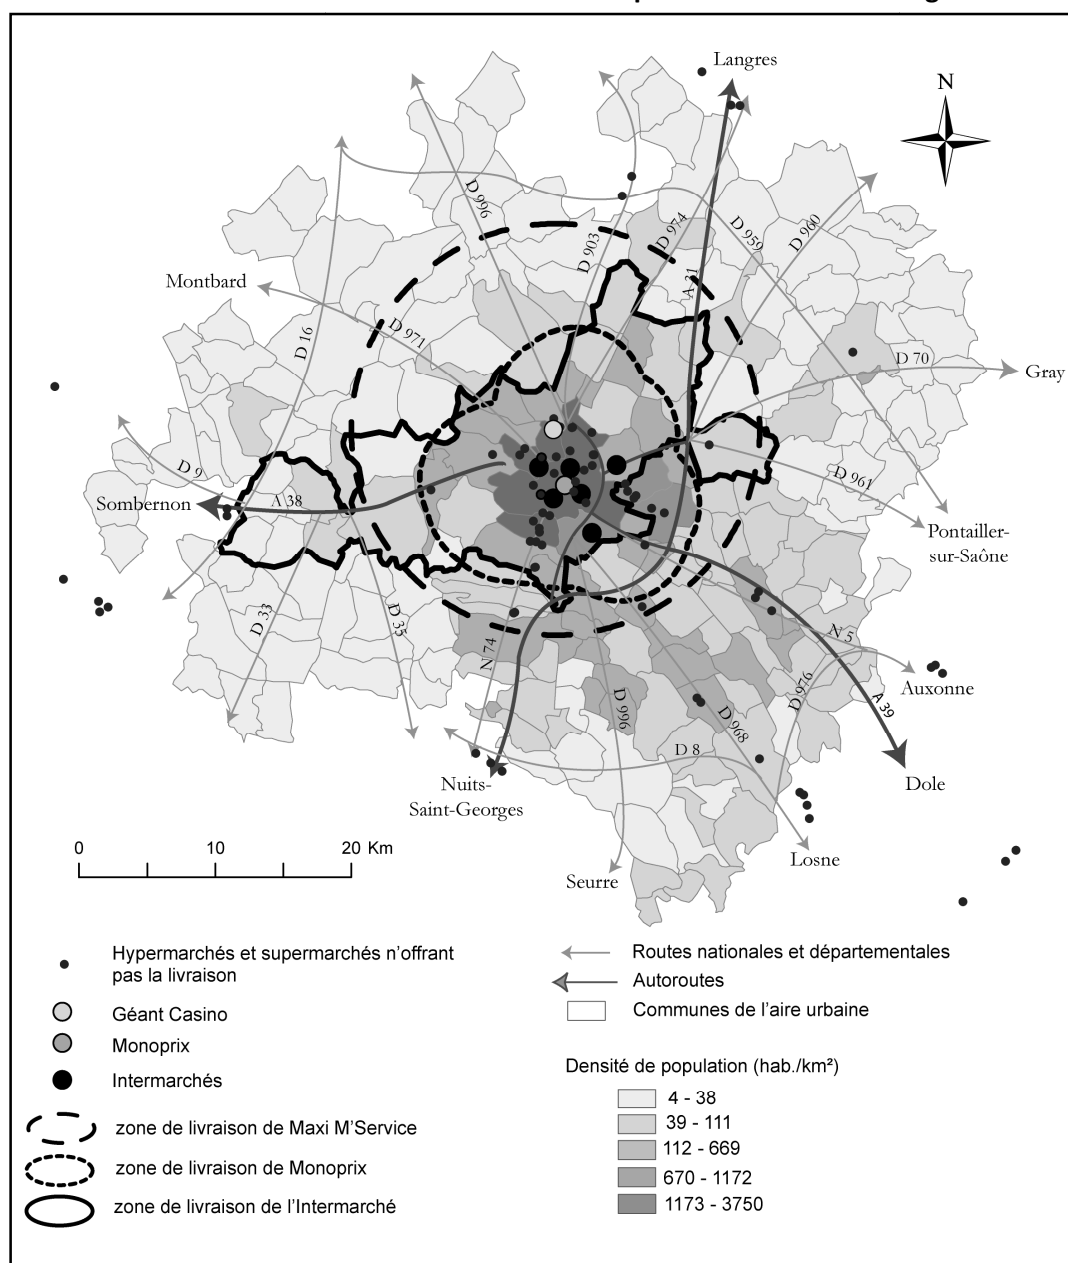 Langres
N
D 996
D 903
D 974
D 959
D 960
Montbard
A 31
D 16
D 971
D 70
Gray
D 9
D 961
Sombernon
A 38
Pontailler-
sur-Saône
D 33
D 35
N 74
N 5
D 976
Auxonne
D 996
D 968
A 39
D 8
Nuits-
Saint-Georges
Dole
0 10 20 Km
Losne
Seurre
Hypermarchés et supermarchés n'offrant
pas la livraison
Géant Casino
Monoprix
Intermarchés
zone de livraison de Maxi M'Service
zone de livraison de Monoprix
zone de livraison de l'Intermarché
Routes nationales et départementales
Autoroutes
Communes de l'aire urbaine
Densité de population (hab./km²)
4 - 38
39 - 111
112 - 669
670 - 1172
1173 - 3750